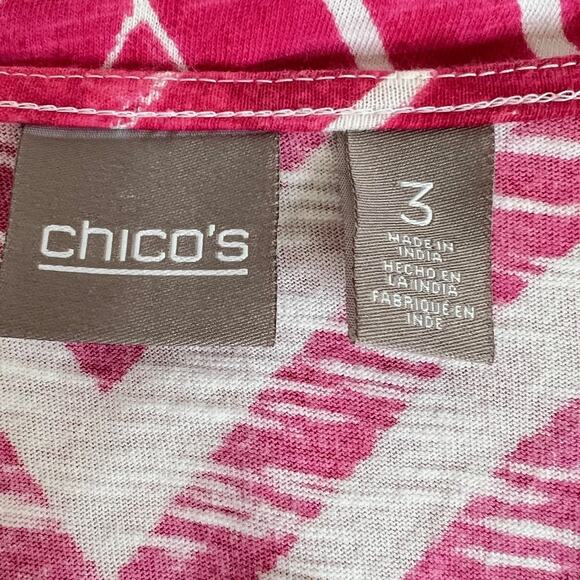 chico's
3
MADE IN
INDIA
HECHO EN
LA INDIA
FABRIQUÉ EN
INDE